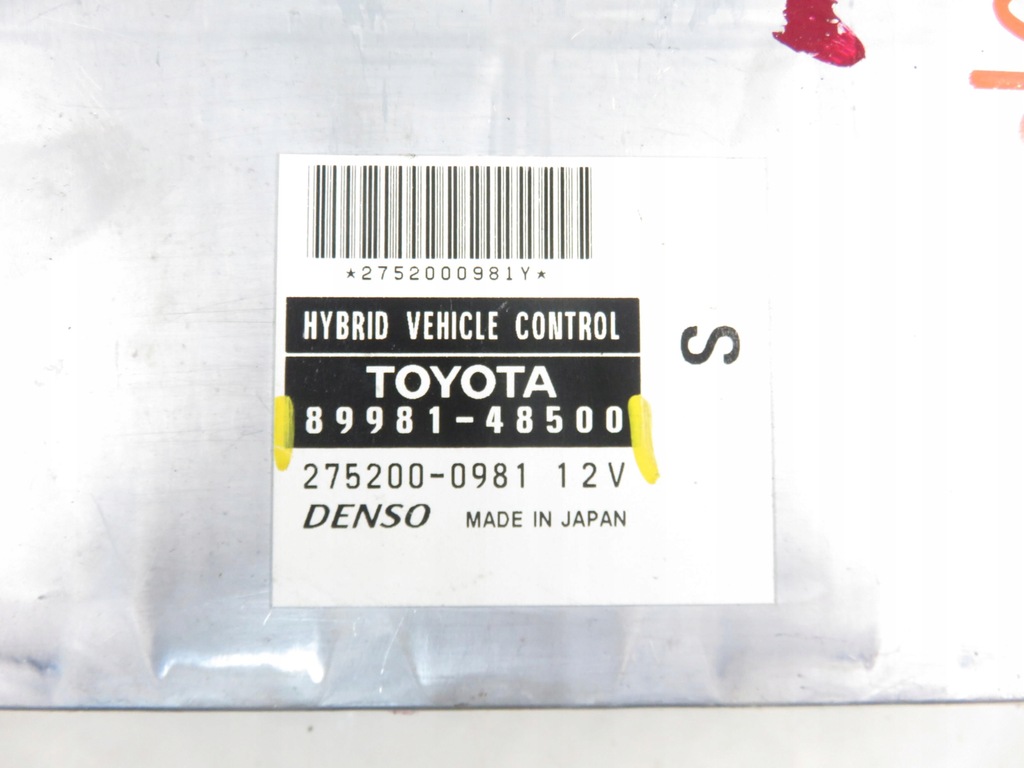 *2752000981Y*
HYBRID VEHICLE CONTROL
TOYOTA
89981-48500
275200-0981 12V
DENSO MADE IN JAPAN
S